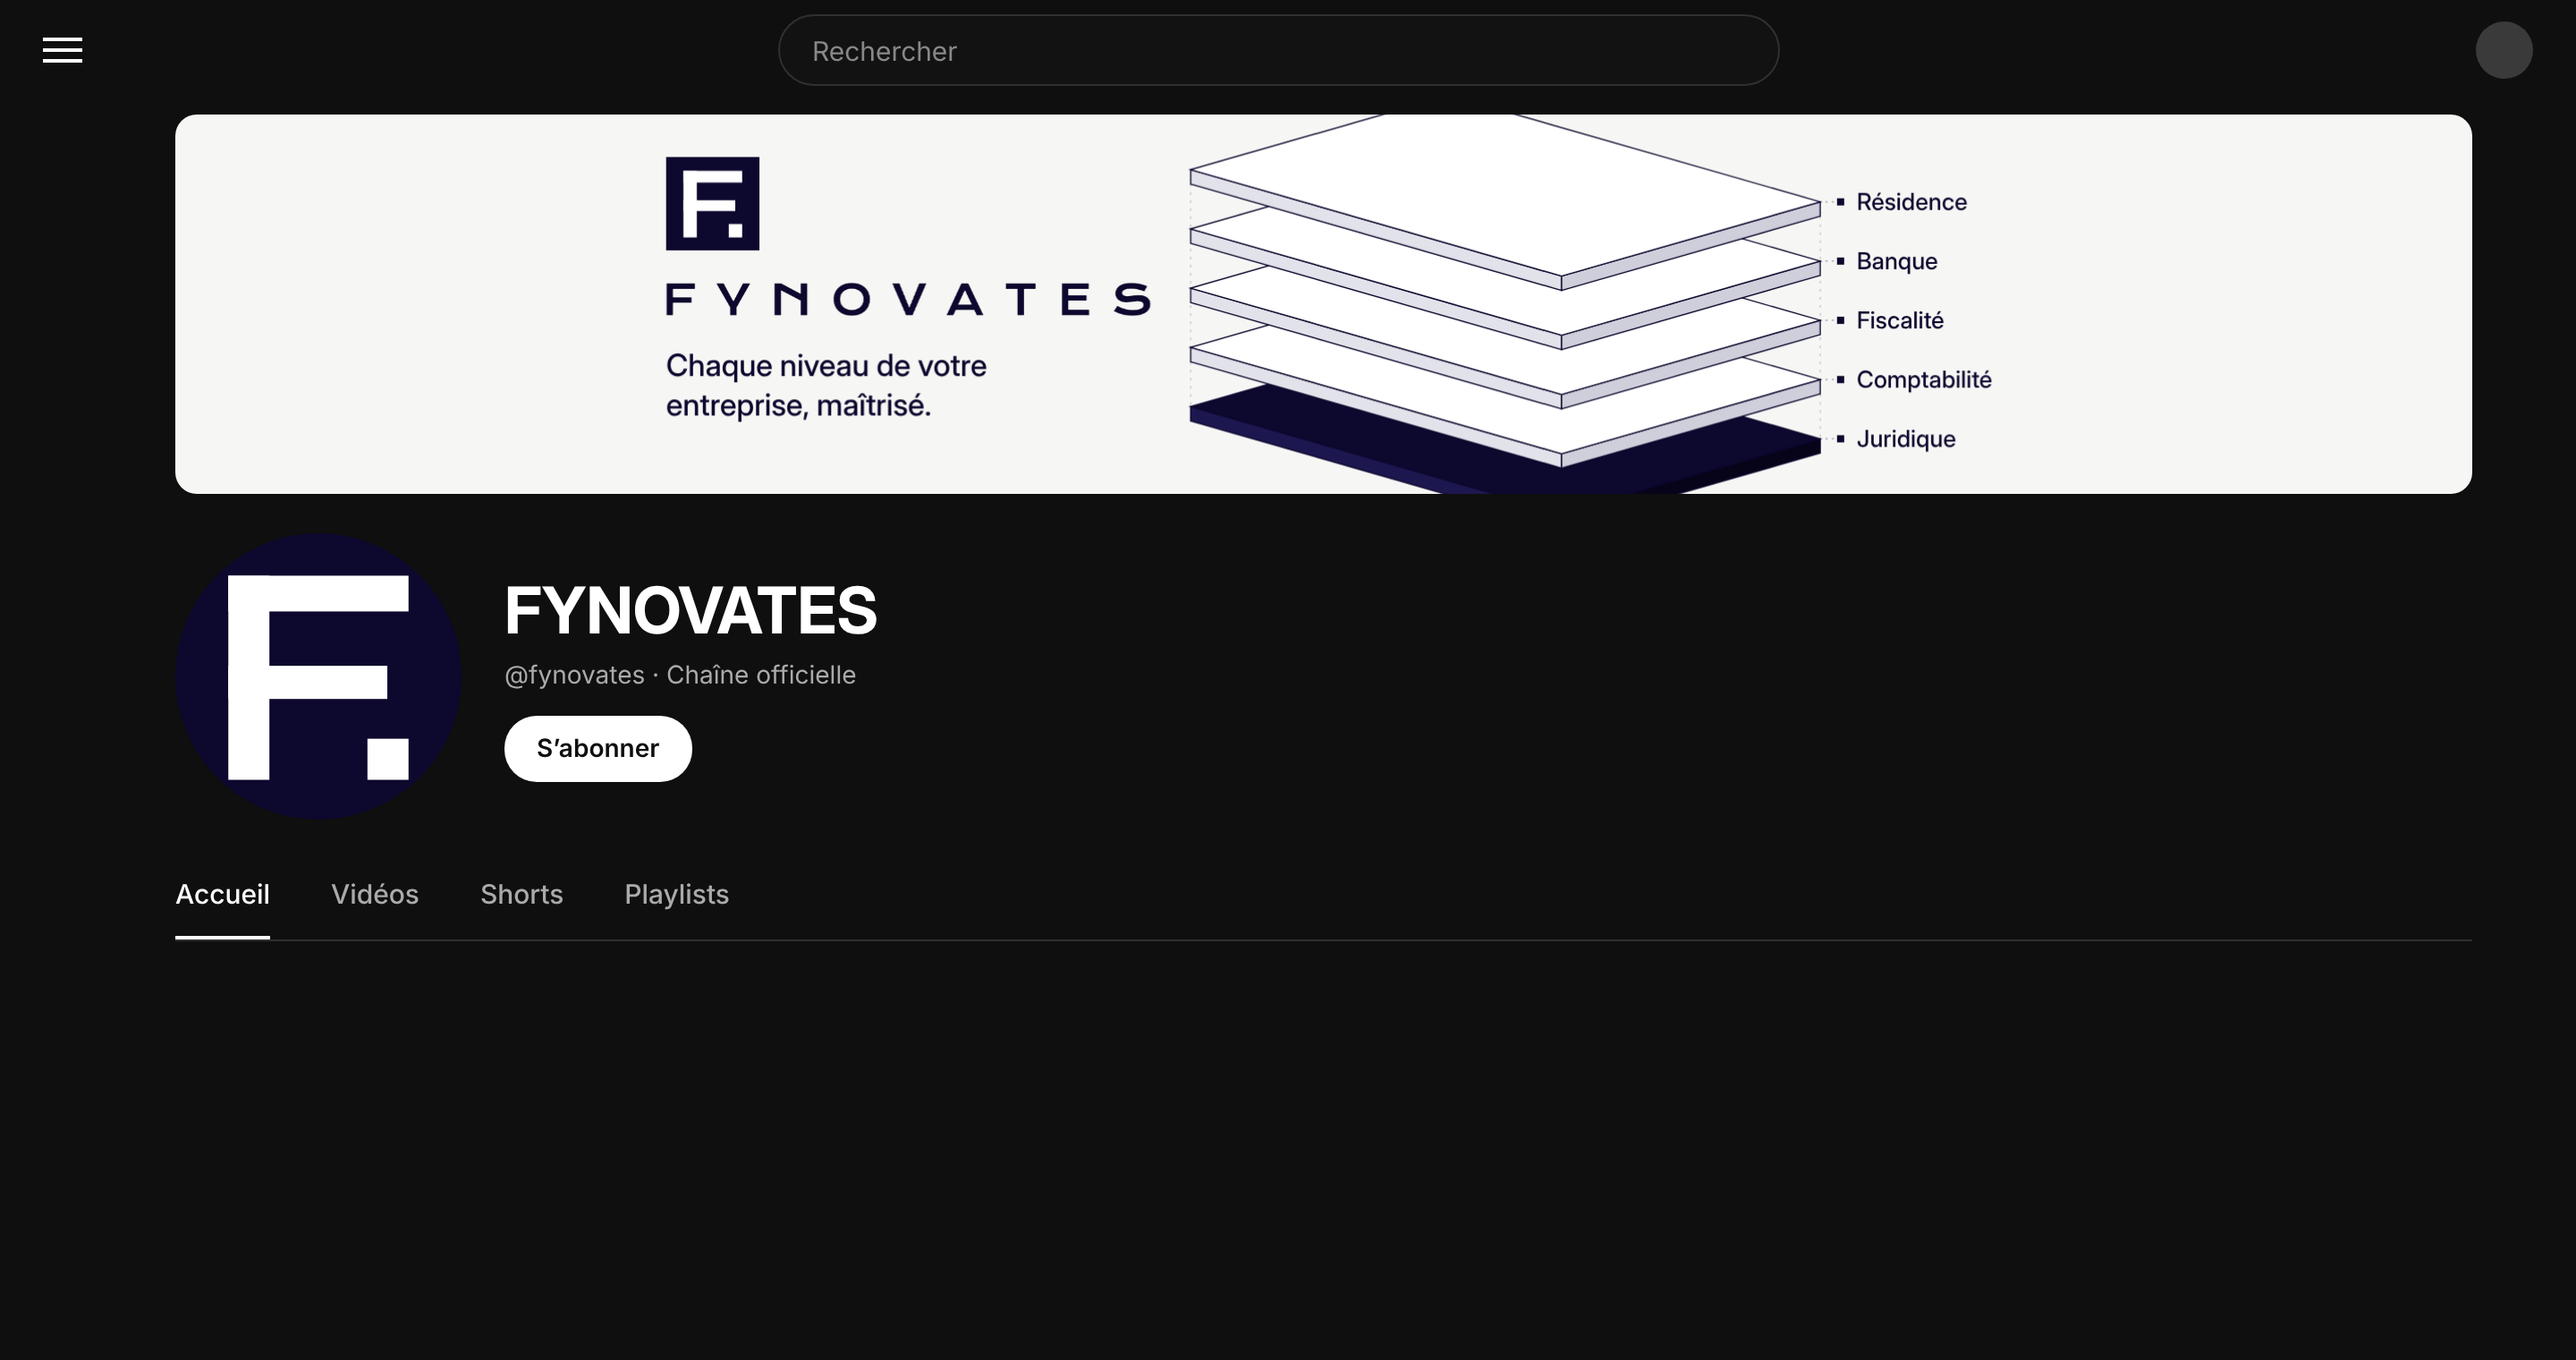 Rechercher
F.
FYNOVATES
Chaque niveau de votre
entreprise, maîtrisé.
Résidence
Banque
Fiscalité
Comptabilité
Juridique
F.
FYNOVATES
@fynovates · Chaîne officielle
S’abonner
Accueil Vidéos Shorts Playlists